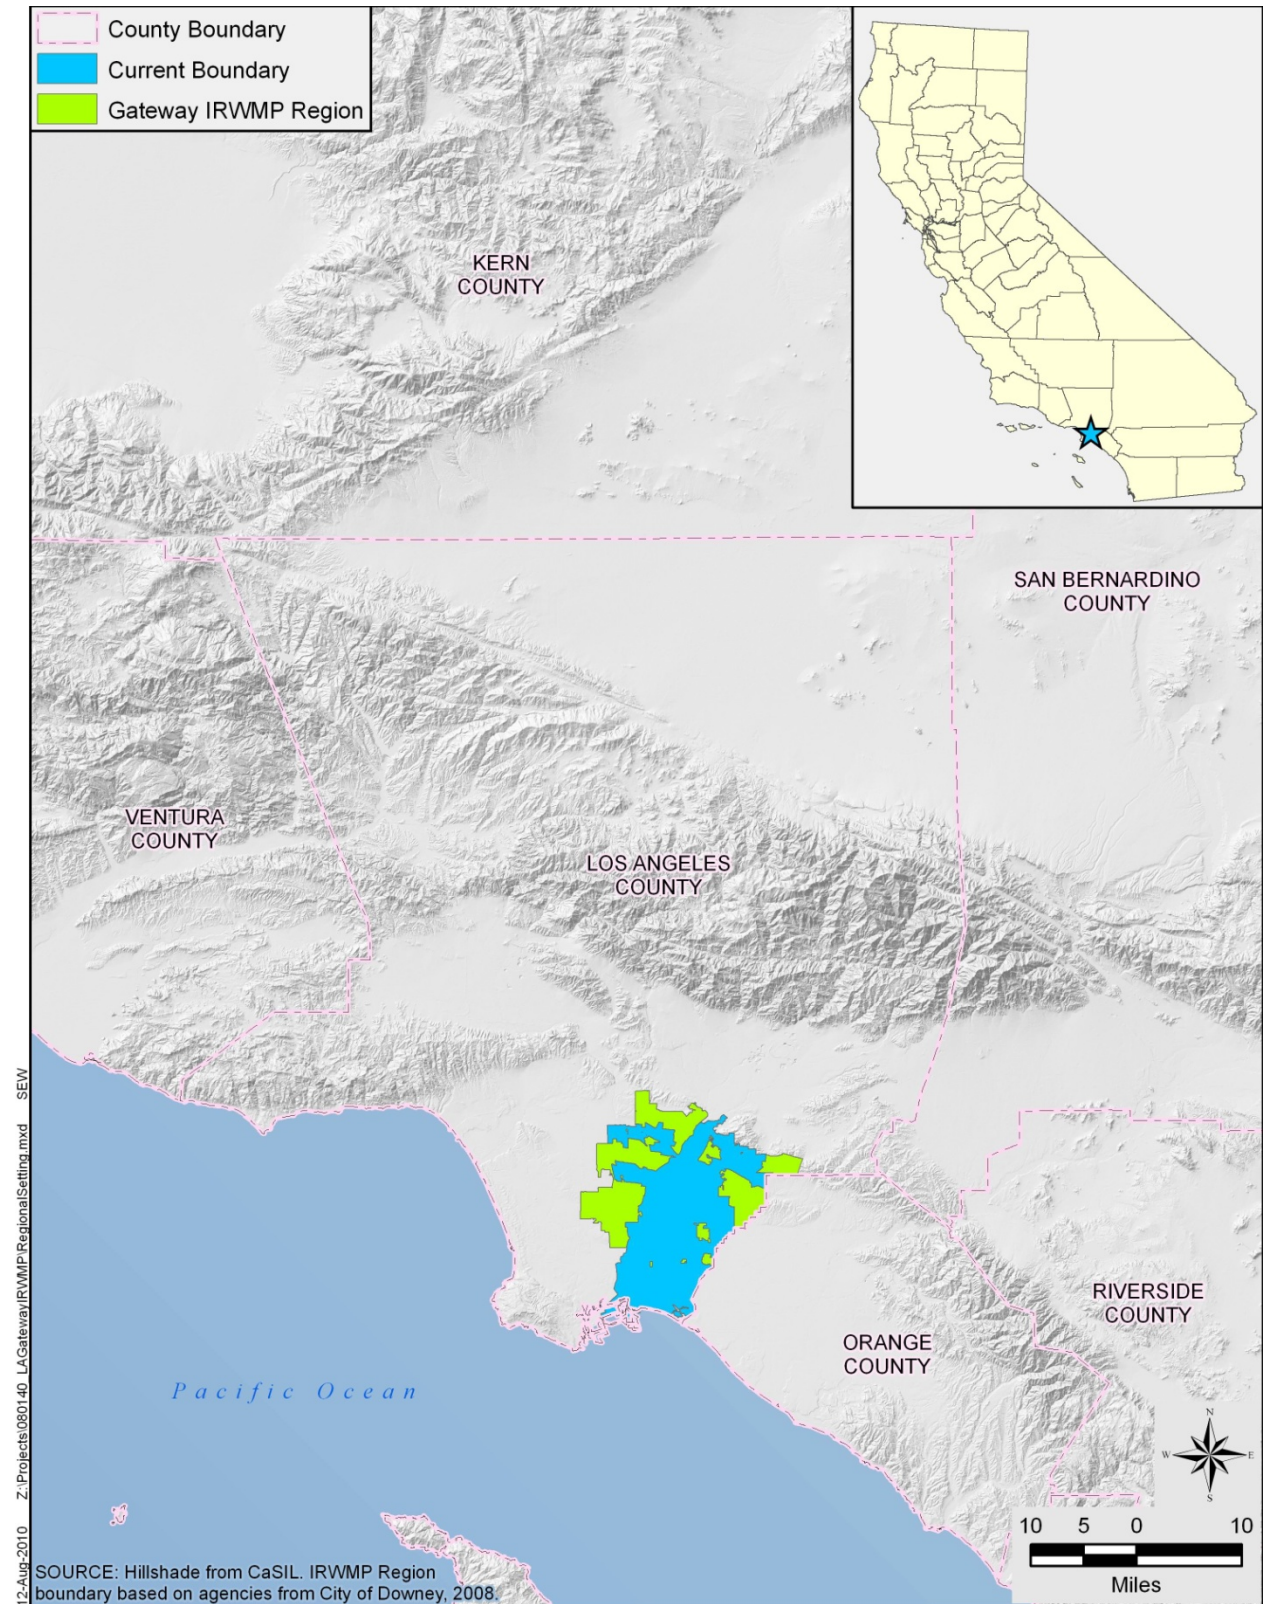 County Boundary
Current Boundary
Gateway IRWMP Region
KERN
COUNTY
SAN BERNARDINO
COUNTY
VENTURA
COUNTY
LOS ANGELES
COUNTY
RIVERSIDE
COUNTY
ORANGE
COUNTY
Pacific Ocean
N
W
E
S
10 5 0 10
Miles
SOURCE: Hillshade from CaSIL. IRWMP Region
boundary based on agencies from City of Downey, 2008.
12-Aug-2010 Z:\Projects\080140_LAGatewayIRWMP\RegionalSetting.mxd SEW